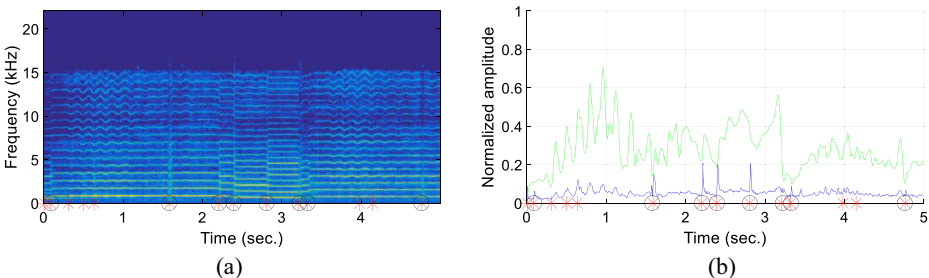 20
15
10
5
0
Frequency (kHz)
0 1 2 3 4
Time (sec.)
(a)
1
0.8
0.6
0.4
0.2
0
Normalized amplitude
0 1 2 3 4 5
Time (sec.)
(b)